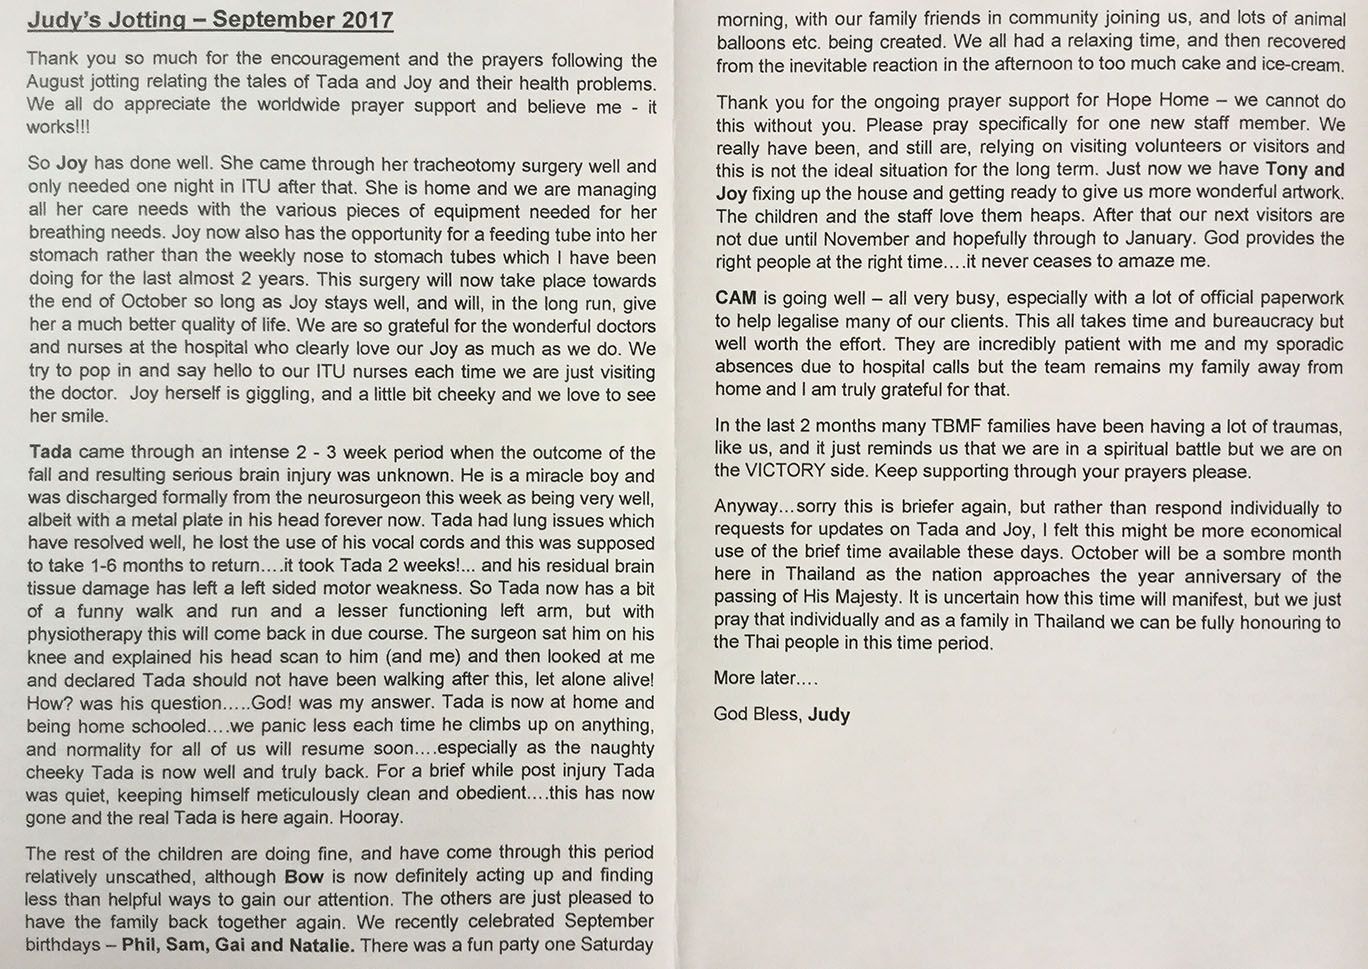 Judy's Jotting – September 2017
Thank you so much for the encouragement and the prayers following the
August jotting relating the tales of Tada and Joy and their health problems.
We all do appreciate the worldwide prayer support and believe me - it
works!!!
So Joy has done well. She came through her tracheotomy surgery well and
only needed one night in ITU after that. She is home and we are managing
all her care needs with the various pieces of equipment needed for her
breathing needs. Joy now also has the opportunity for a feeding tube into her
stomach rather than the weekly nose to stomach tubes which I have been
doing for the last almost 2 years. This surgery will now take place towards
the end of October so long as Joy stays well, and will, in the long run, give
her a much better quality of life. We are so grateful for the wonderful doctors
and nurses at the hospital who clearly love our Joy as much as we do. We
try to pop in and say hello to our ITU nurses each time we are just visiting
the doctor. Joy herself is giggling, and a little bit cheeky and we love to see
her smile.
Tada came through an intense 2 - 3 week period when the outcome of the
fall and resulting serious brain injury was unknown. He is a miracle boy and
was discharged formally from the neurosurgeon this week as being very well,
albeit with a metal plate in his head forever now. Tada had lung issues which
have resolved well, he lost the use of his vocal cords and this was supposed
to take 1-6 months to return....it took Tada 2 weeks!... and his residual brain
tissue damage has left a left sided motor weakness. So Tada now has a bit
of a funny walk and run and a lesser functioning left arm, but with
physiotherapy this will come back in due course. The surgeon sat him on his
knee and explained his head scan to him (and me) and then looked at me
and declared Tada should not have been walking after this, let alone alive!
How? was his question.....God! was my answer. Tada is now at home and
being home schooled....we panic less each time he climbs up on anything,
and normality for all of us will resume soon....especially as the naughty
cheeky Tada is now well and truly back. For a brief while post injury Tada
was quiet, keeping himself meticulously clean and obedient....this has now
gone and the real Tada is here again. Hooray.
The rest of the children are doing fine, and have come through this period
relatively unscathed, although Bow is now definitely acting up and finding
less than helpful ways to gain our attention. The others are just pleased to
have the family back together again. We recently celebrated September
birthdays – Phil, Sam, Gai and Natalie. There was a fun party one Saturday
morning, with our family friends in community joining us, and lots of animal
balloons etc. being created. We all had a relaxing time, and then recovered
from the inevitable reaction in the afternoon to too much cake and ice-cream.
Thank you for the ongoing prayer support for Hope Home – we cannot do
this without you. Please pray specifically for one new staff member. We
really have been, and still are, relying on visiting volunteers or visitors and
this is not the ideal situation for the long term. Just now we have Tony and
Joy fixing up the house and getting ready to give us more wonderful artwork.
The children and the staff love them heaps. After that our next visitors are
not due until November and hopefully through to January. God provides the
right people at the right time....it never ceases to amaze me.
CAM is going well – all very busy, especially with a lot of official paperwork
to help legalise many of our clients. This all takes time and bureaucracy but
well worth the effort. They are incredibly patient with me and my sporadic
absences due to hospital calls but the team remains my family away from
home and I am truly grateful for that.
In the last 2 months many TBMF families have been having a lot of traumas,
like us, and it just reminds us that we are in a spiritual battle but we are on
the VICTORY side. Keep supporting through your prayers please.
Anyway...sorry this is briefer again, but rather than respond individually to
requests for updates on Tada and Joy, I felt this might be more economical
use of the brief time available these days. October will be a sombre month
here in Thailand as the nation approaches the year anniversary of the
passing of His Majesty. It is uncertain how this time will manifest, but we just
pray that individually and as a family in Thailand we can be fully honouring to
the Thai people in this time period.
More later....
God Bless, Judy